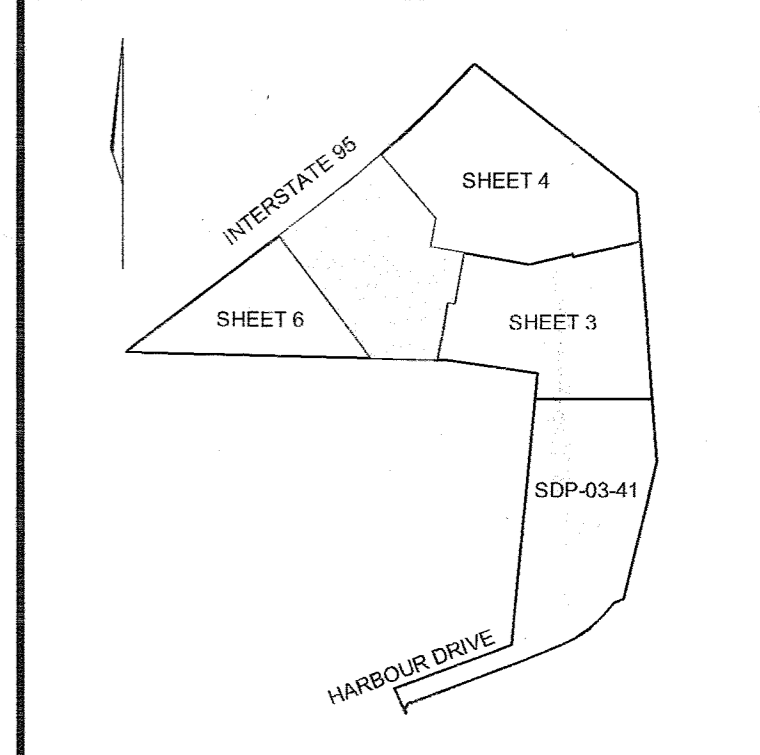 INTERSTATE 95
SHEET 4
SHEET 6
SHEET 3
SDP-03-41
HARBOUR DRIVE